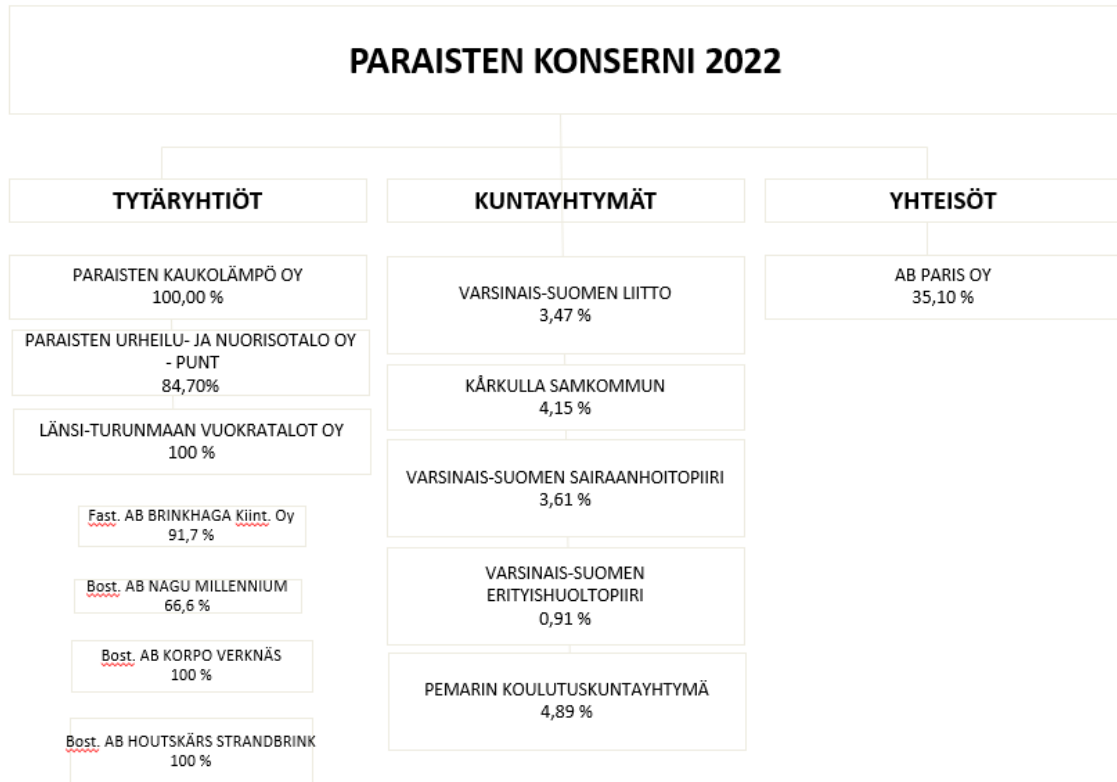 PARAISTEN KONSERNI 2022
TYTÄRYHTIÖT
PARAISTEN KAUKOLÄMPÖ OY
100,00 %
PARAISTEN URHEILU- JA NUORISOTALO OY
- PUNT
84,70%
LÄNSI-TURUNMAAN VUOKRATALOT OY
100 %
Fast. AB BRINKHAGA Kiint. Oy
91,7 %
Bost. AB NAGU MILLENNIUM
66,6 %
Bost. AB KORPO VERKNÄS
100 %
Bost. AB HOUTSKÄRS STRANDBRINK
100 %
KUNTAYHTYMÄT
VARSINAIS-SUOMEN LIITTO
3,47 %
KÅRKULLA SAMKOMMUN
4,15 %
VARSINAIS-SUOMEN SAIRAANHOITOPIIRI
3,61 %
VARSINAIS-SUOMEN
ERITYISHUOLTOPIIRI
0,91 %
PEMARIN KOULUTUSKUNTAYHTYMÄ
4,89 %
YHTEISÖT
AB PARIS OY
35,10 %